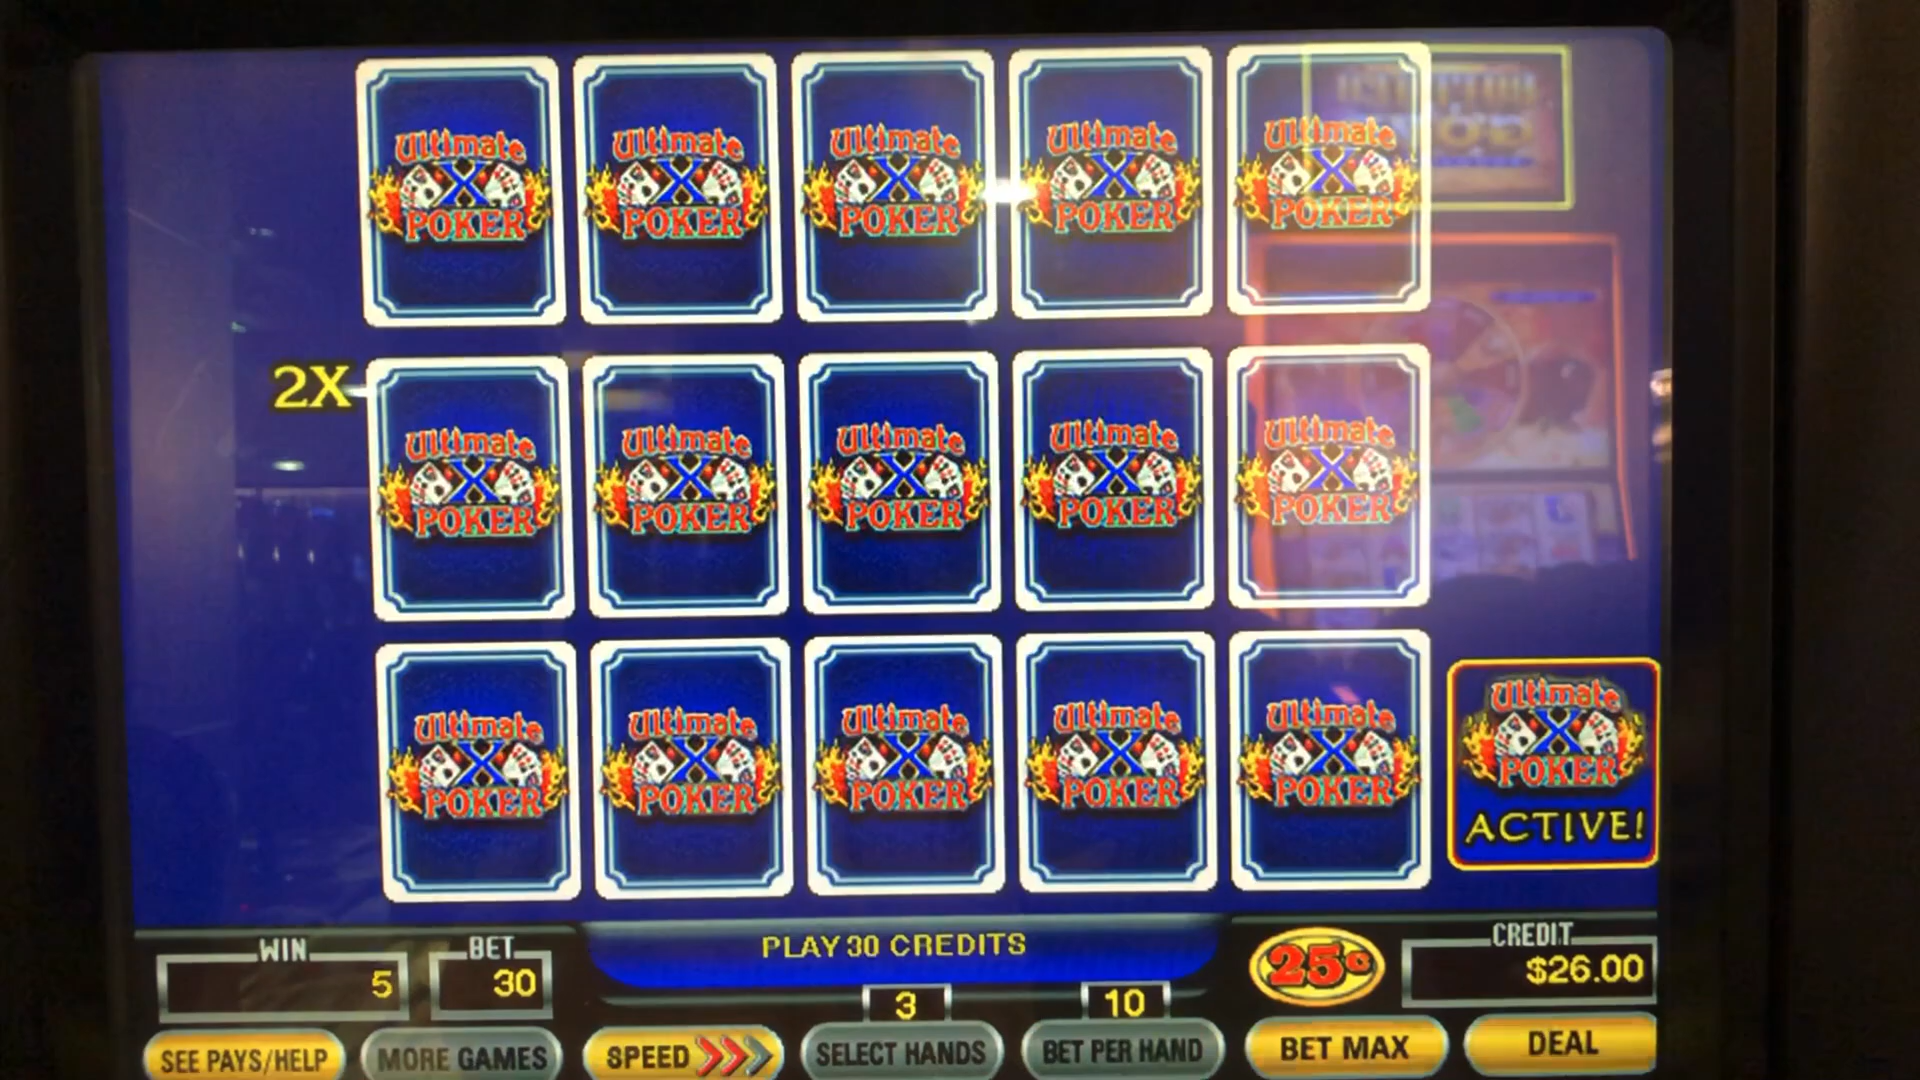 Ultimate X POKER Ultimate X POKER Ultimate X POKER Ultimate X POKER Ultimate X POKER
2X
Ultimate X POKER Ultimate X POKER Ultimate X POKER Ultimate X POKER Ultimate X POKER
Ultimate X POKER Ultimate X POKER Ultimate X POKER Ultimate X POKER Ultimate X POKER
Ultimate X POKER
ACTIVE!
WIN
5
BET
30
PLAY 30 CREDITS
3
10
25¢
CREDIT
$26.00
SEE PAYS/HELP
MORE GAMES
SPEED
SELECT HANDS
BET PER HAND
BET MAX
DEAL